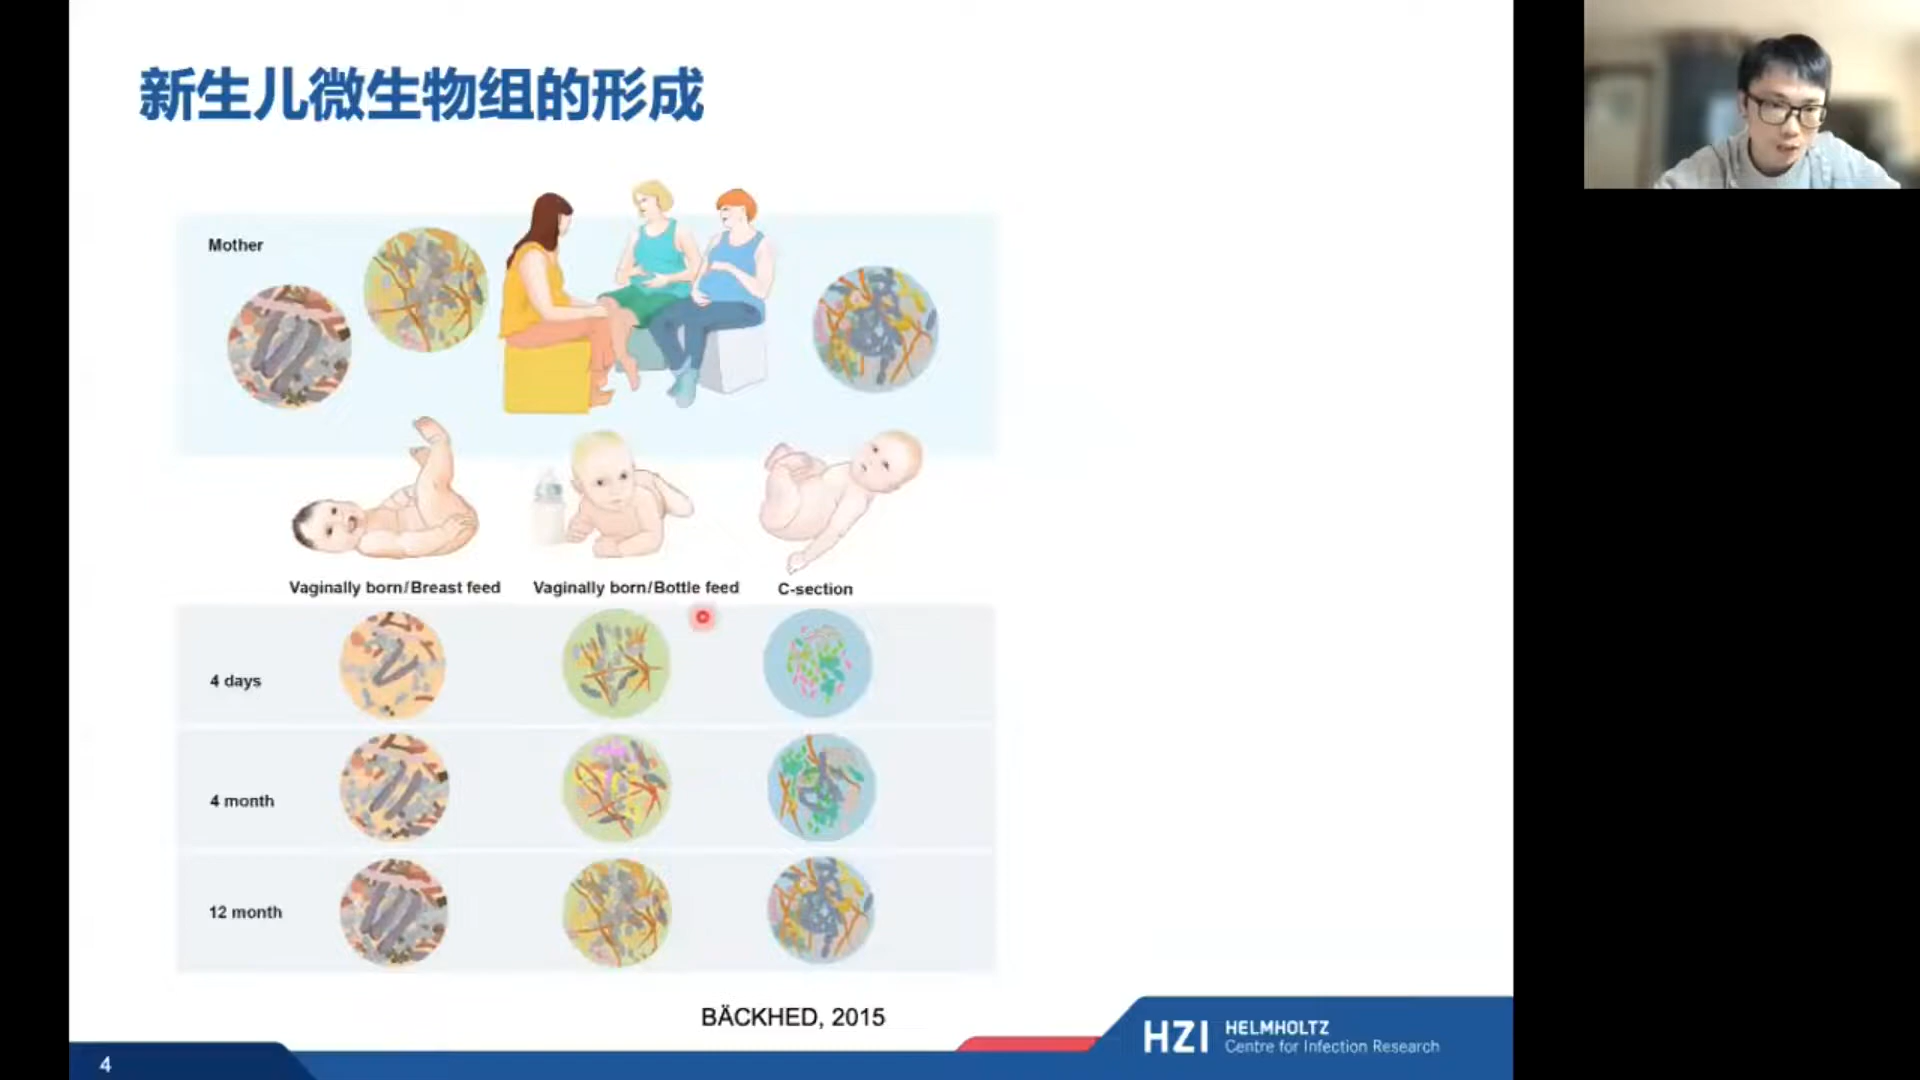 新生儿微生物组的形成
Mother
Vaginally born/Breast feed
Vaginally born/Bottle feed
C-section
4 days
4 month
12 month
BÄCKHED, 2015
4
HZI
HELMHOLTZ
Centre for Infection Research